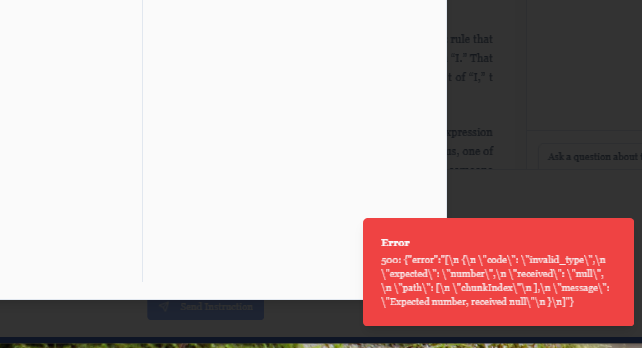 rule that
"I." That
t of "I," t
xpression
us, one of
Ask a question about
Send Instruction
Error
500: {"error":"[\n {\n \"code\": \"invalid_type\",\n
\"expected\": \"number\",\n \"received\": \"null\",
\n \"path\": [\n \"chunkIndex\"\n ],\n \"message\":
\"Expected number, received null\"\n }\n]"}